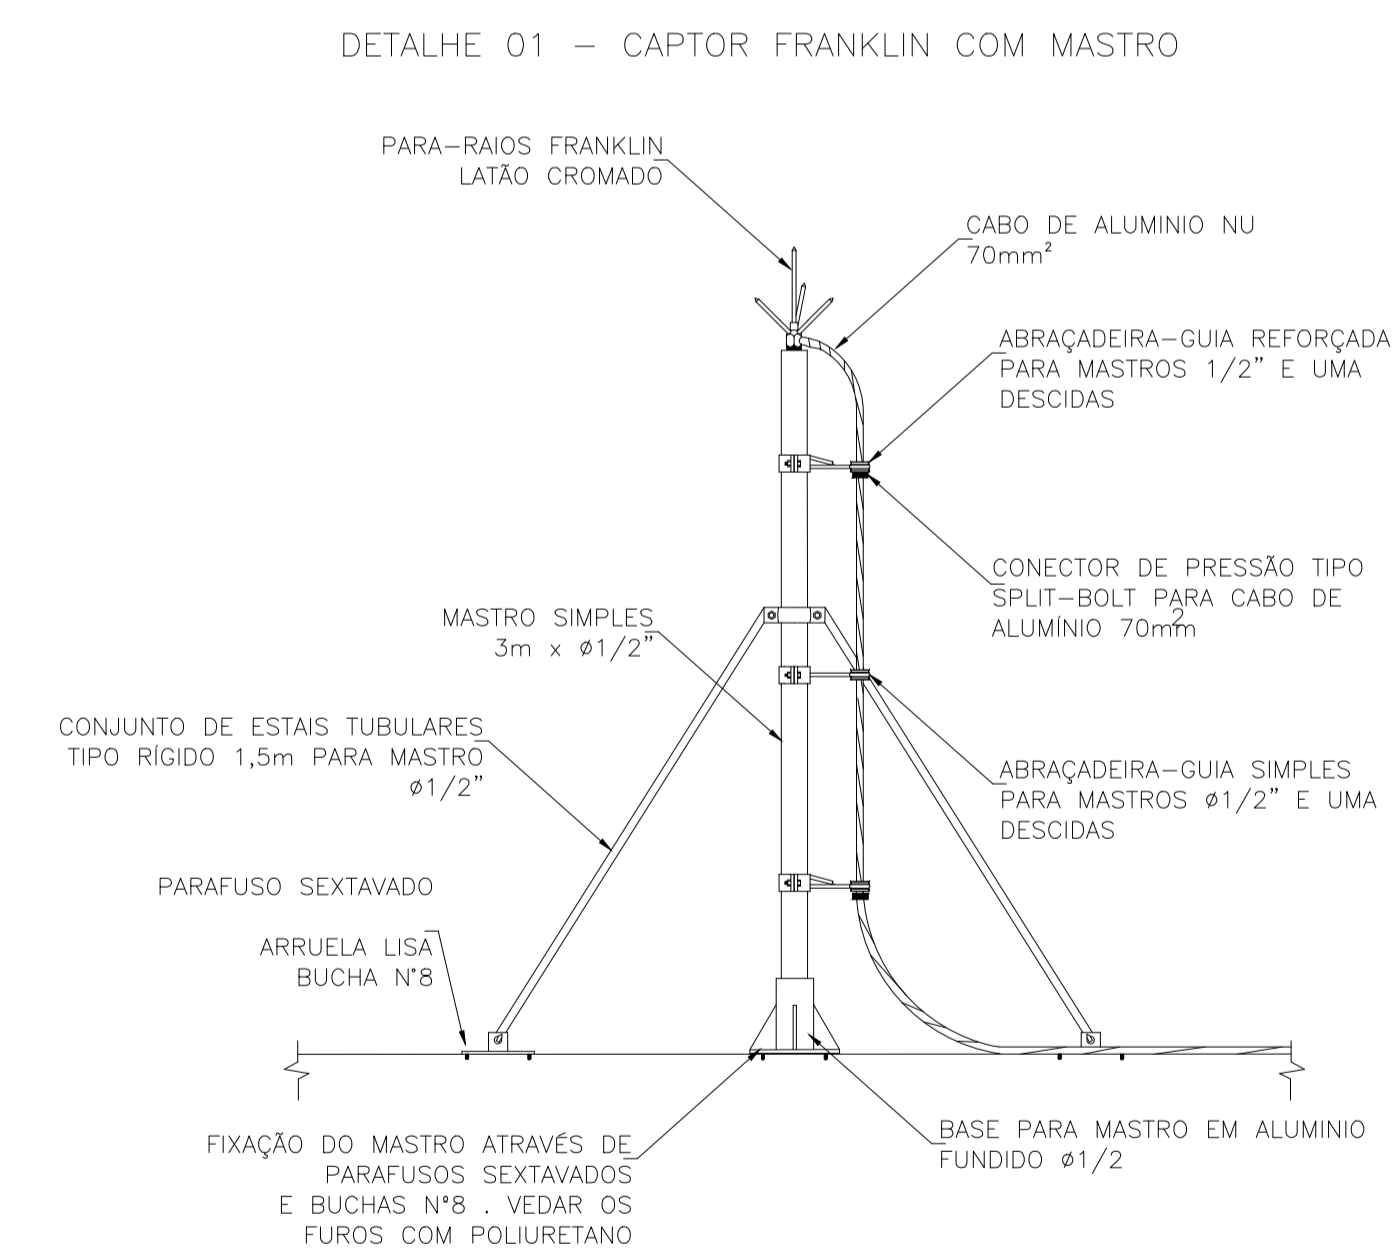 DETALHE 01 – CAPTOR FRANKLIN COM MASTRO
PARA–RAIOS FRANKLIN
LATÃO CROMADO
CABO DE ALUMINIO NU
70mm²
ABRAÇADEIRA–GUIA REFORÇADA
PARA MASTROS 1/2" E UMA
DESCIDAS
CONECTOR DE PRESSÃO TIPO
SPLIT–BOLT PARA CABO DE
ALUMÍNIO 70mm²
MASTRO SIMPLES
3m x ø1/2"
CONJUNTO DE ESTAIS TUBULARES
TIPO RÍGIDO 1,5m PARA MASTRO
ø1/2"
ABRAÇADEIRA–GUIA SIMPLES
PARA MASTROS ø1/2" E UMA
DESCIDAS
PARAFUSO SEXTAVADO
ARRUELA LISA
BUCHA N°8
FIXAÇÃO DO MASTRO ATRAVÉS DE
PARAFUSOS SEXTAVADOS
E BUCHAS Nº8 . VEDAR OS
FUROS COM POLIURETANO
BASE PARA MASTRO EM ALUMINIO
FUNDIDO ø1/2